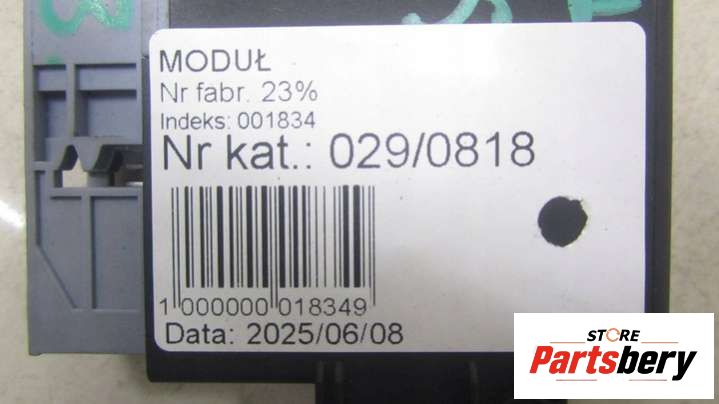 MODUŁ
Nr fabr. 23%
Indeks: 001834
Nr kat.: 029/0818
1 000000 018349
Data: 2025/06/08
STORE
Partsbery